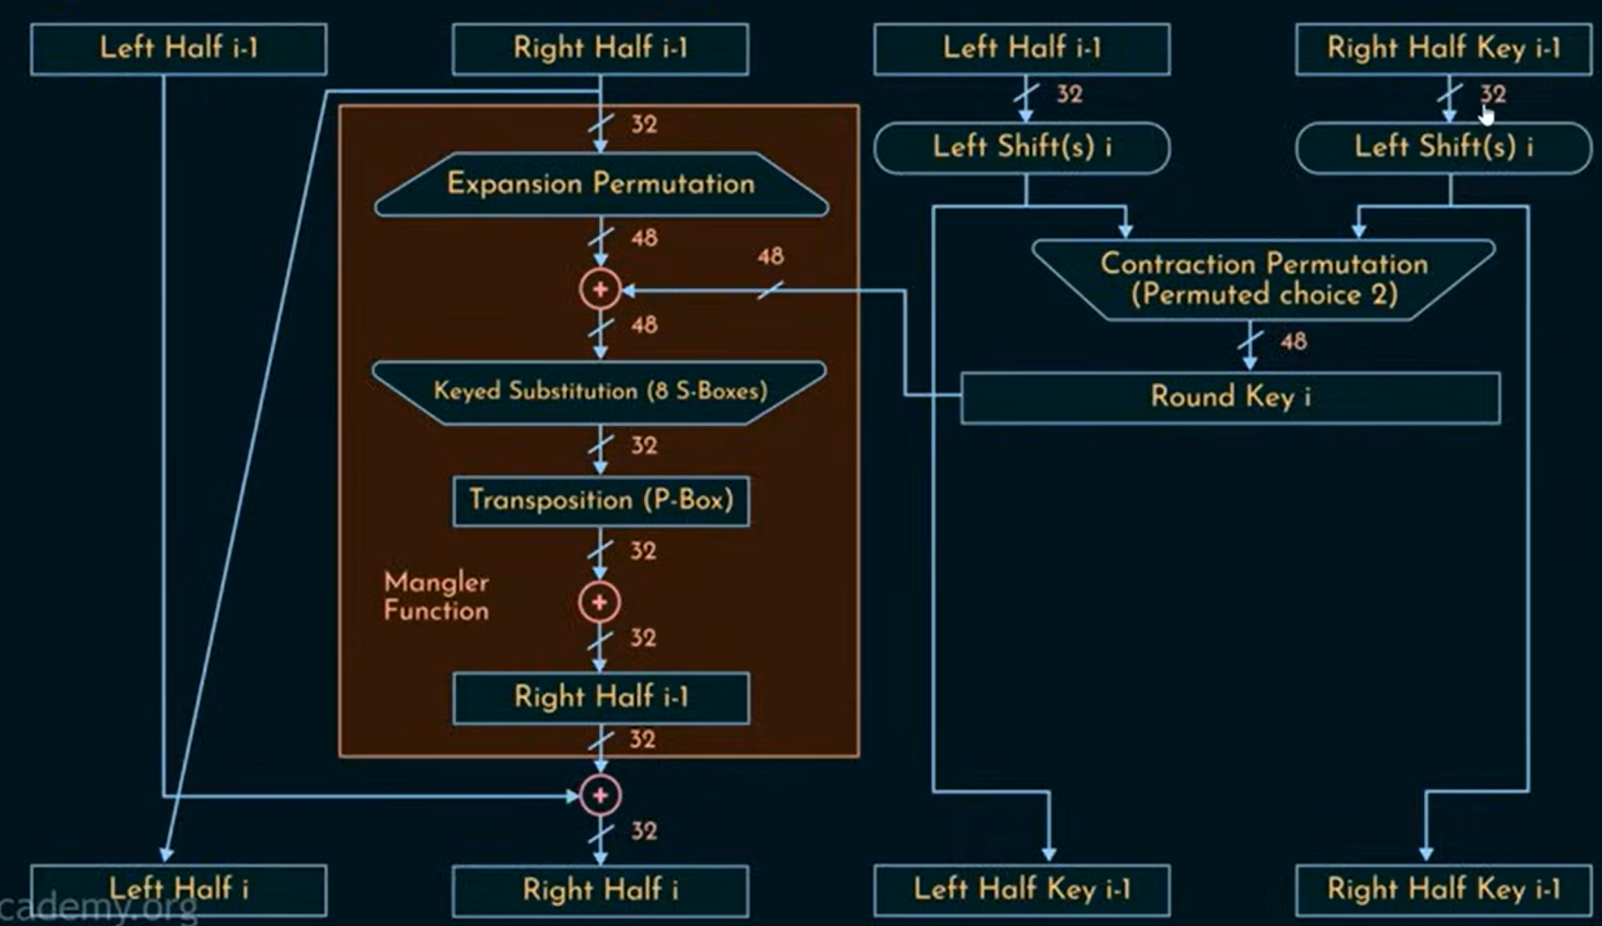 Left Half i-1
Right Half i-1
Left Half i-1
Right Half Key i-1
32
32
32
Left Shift(s) i
Left Shift(s) i
Expansion Permutation
48
48
Contraction Permutation
(Permuted choice 2)
+
48
48
Keyed Substitution (8 S-Boxes)
Round Key i
32
Transposition (P-Box)
32
Mangler
Function
+
32
Right Half i-1
32
+
32
Left Half i
Right Half i
Left Half Key i-1
Right Half Key i-1
cademy.org